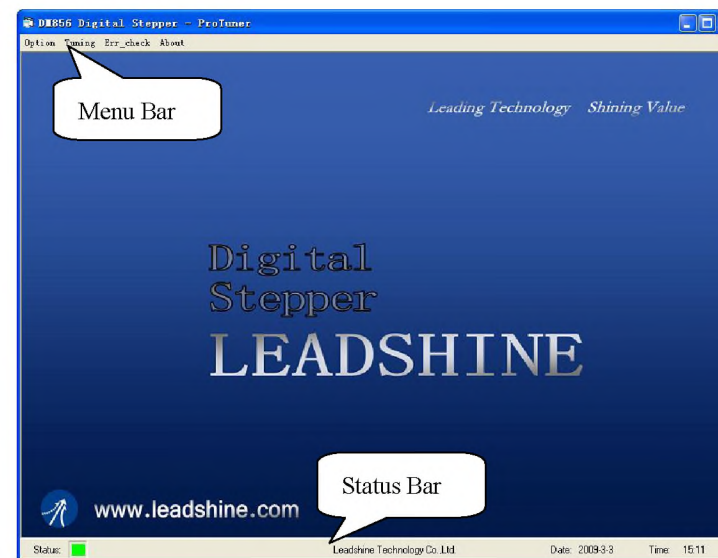 DM856 Digital Stepper - ProTuner
Option Tuning Err_check About
Menu Bar
Leading Technology Shining Value
Digital
Stepper
LEADSHINE
Status Bar
www.leadshine.com
Status: Leadshine Technology Co.,Ltd. Date: 2009-3-3 Time: 15:11